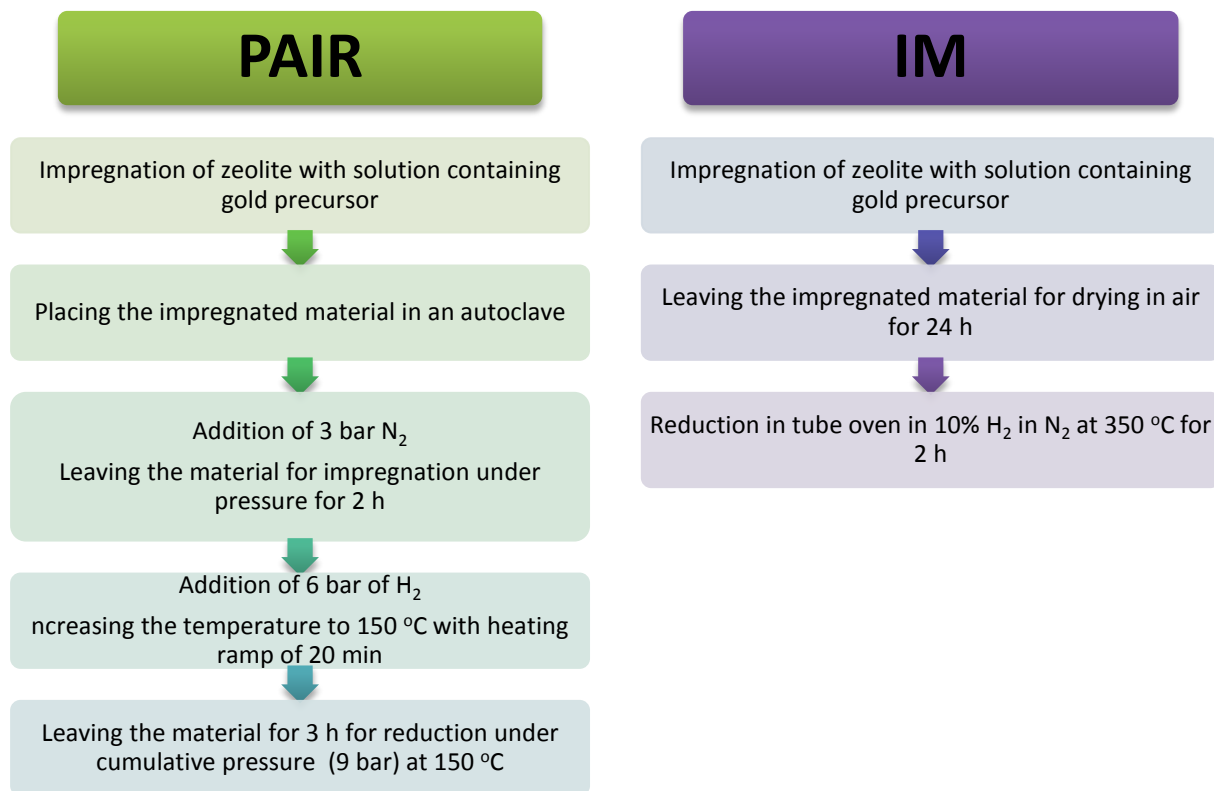 PAIR
Impregnation of zeolite with solution containing
gold precursor
Placing the impregnated material in an autoclave
Addition of 3 bar N₂
Leaving the material for impregnation under
pressure for 2 h
Addition of 6 bar of H₂
ncreasing the temperature to 150 °C with heating
ramp of 20 min
Leaving the material for 3 h for reduction under
cumulative pressure (9 bar) at 150 °C
IM
Impregnation of zeolite with solution containing
gold precursor
Leaving the impregnated material for drying in air
for 24 h
Reduction in tube oven in 10% H₂ in N₂ at 350 °C for
2 h